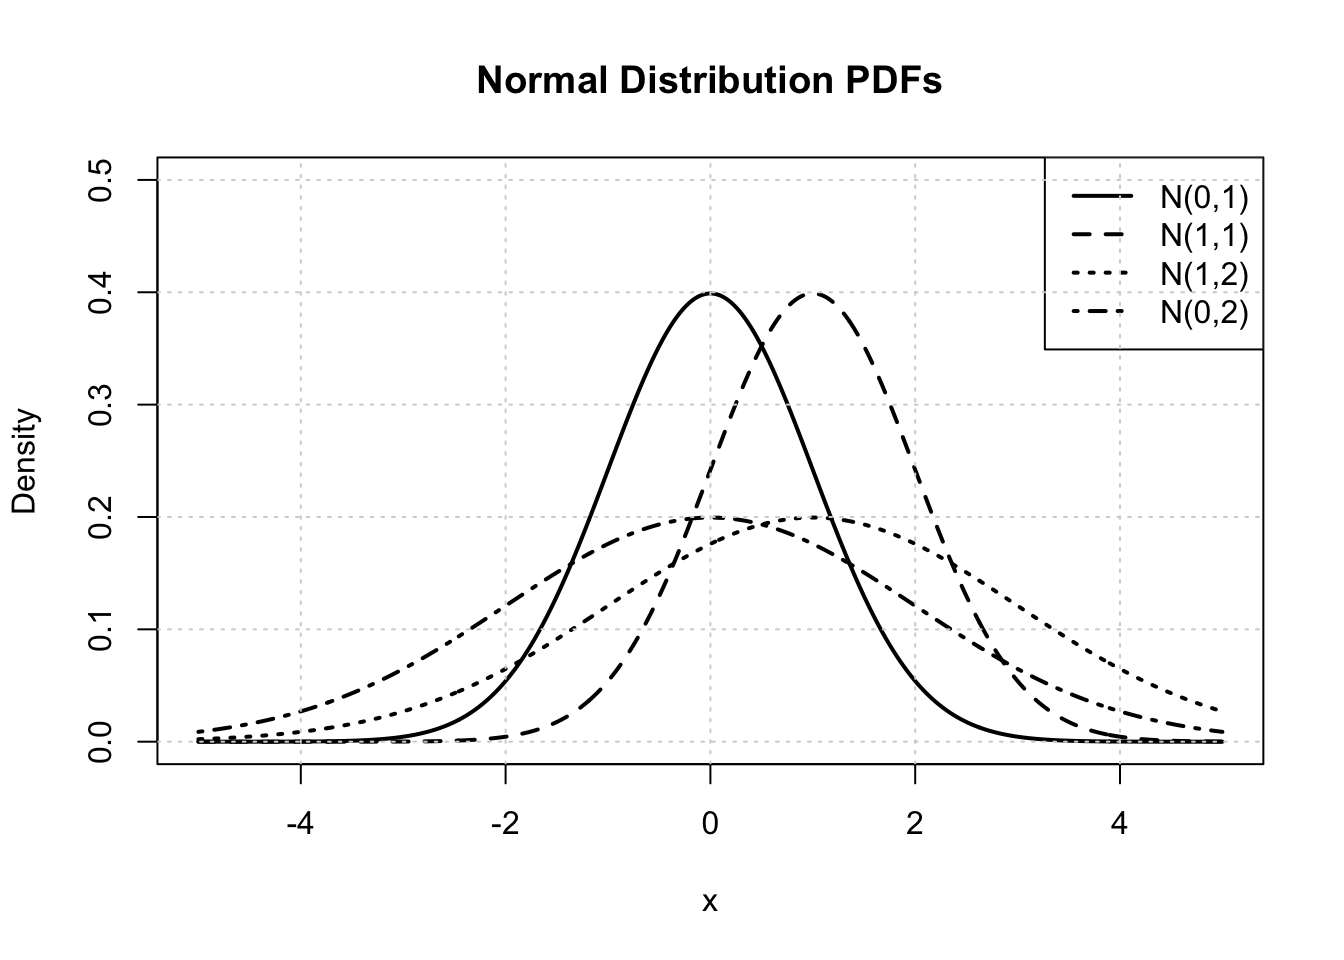 Normal Distribution PDFs
Density
0.5
0.4
0.3
0.2
0.1
0.0
N(0,1)
N(1,1)
N(1,2)
N(0,2)
-4 -2 0 2 4
x